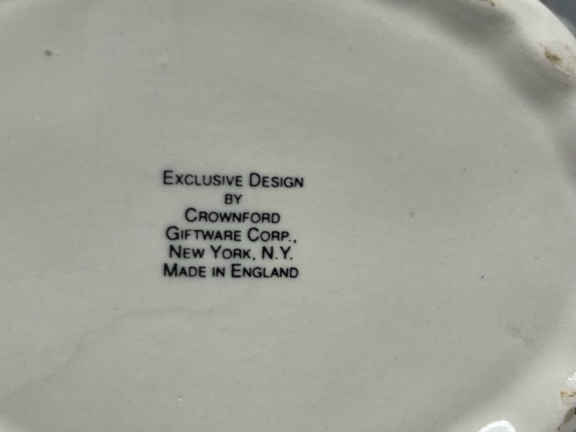 Exclusive Design
by
Crownford
Giftware Corp.,
New York, N.Y.
Made in England